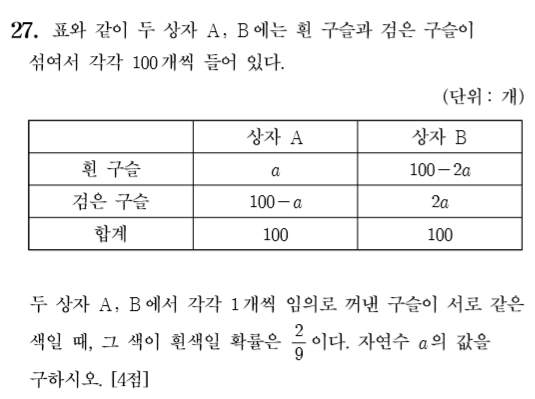 27. 표와 같이 두 상자 A, B에는 흰 구슬과 검은 구슬이
섞여서 각각 100개씩 들어 있다.
(단위 : 개)
상자 A 상자 B
흰 구슬 a 100-2a
검은 구슬 100-a 2a
합계 100 100
두 상자 A, B에서 각각 1개씩 임의로 꺼낸 구슬이 서로 같은
색일 때, 그 색이 흰색일 확률은 2/9이다. 자연수 a의 값을
구하시오. [4점]